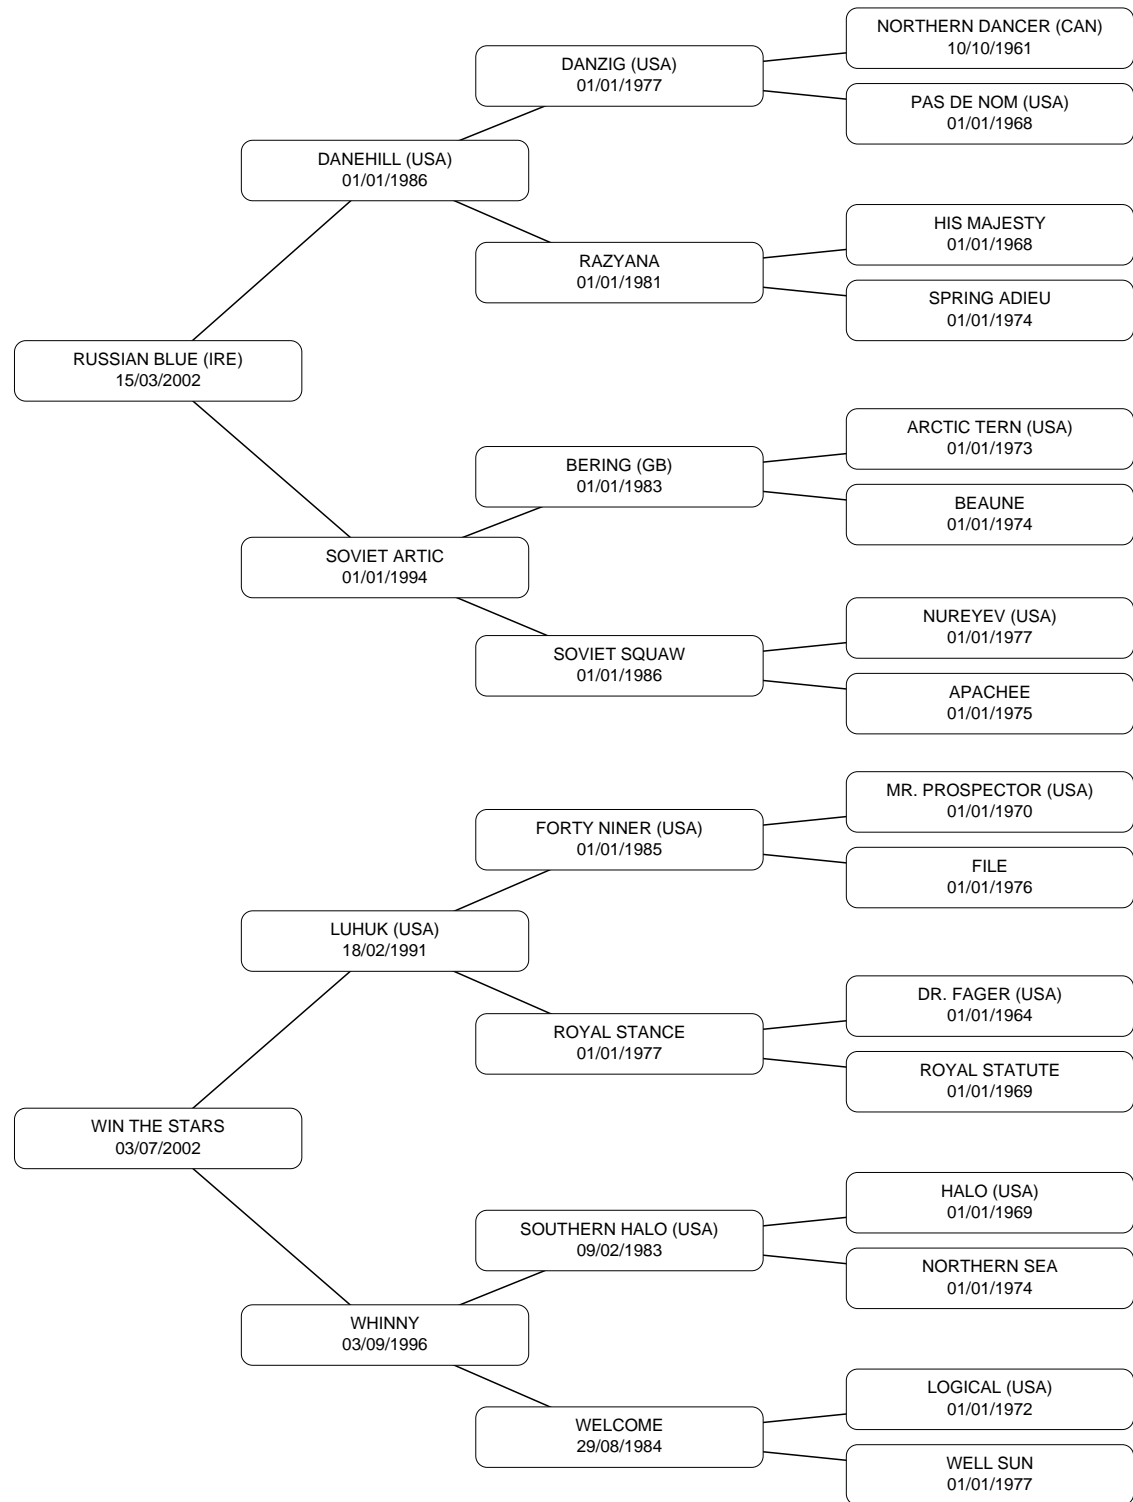 NORTHERN DANCER (CAN)
10/10/1961
DANZIG (USA)
01/01/1977
PAS DE NOM (USA)
01/01/1968
DANEHILL (USA)
01/01/1986
HIS MAJESTY
01/01/1968
RAZYANA
01/01/1981
SPRING ADIEU
01/01/1974
RUSSIAN BLUE (IRE)
15/03/2002
ARCTIC TERN (USA)
01/01/1973
BERING (GB)
01/01/1983
BEAUNE
01/01/1974
SOVIET ARTIC
01/01/1994
NUREYEV (USA)
01/01/1977
SOVIET SQUAW
01/01/1986
APACHEE
01/01/1975
MR. PROSPECTOR (USA)
01/01/1970
FORTY NINER (USA)
01/01/1985
FILE
01/01/1976
LUHUK (USA)
18/02/1991
DR. FAGER (USA)
01/01/1964
ROYAL STANCE
01/01/1977
ROYAL STATUTE
01/01/1969
WIN THE STARS
03/07/2002
HALO (USA)
01/01/1969
SOUTHERN HALO (USA)
09/02/1983
NORTHERN SEA
01/01/1974
WHINNY
03/09/1996
LOGICAL (USA)
01/01/1972
WELCOME
29/08/1984
WELL SUN
01/01/1977